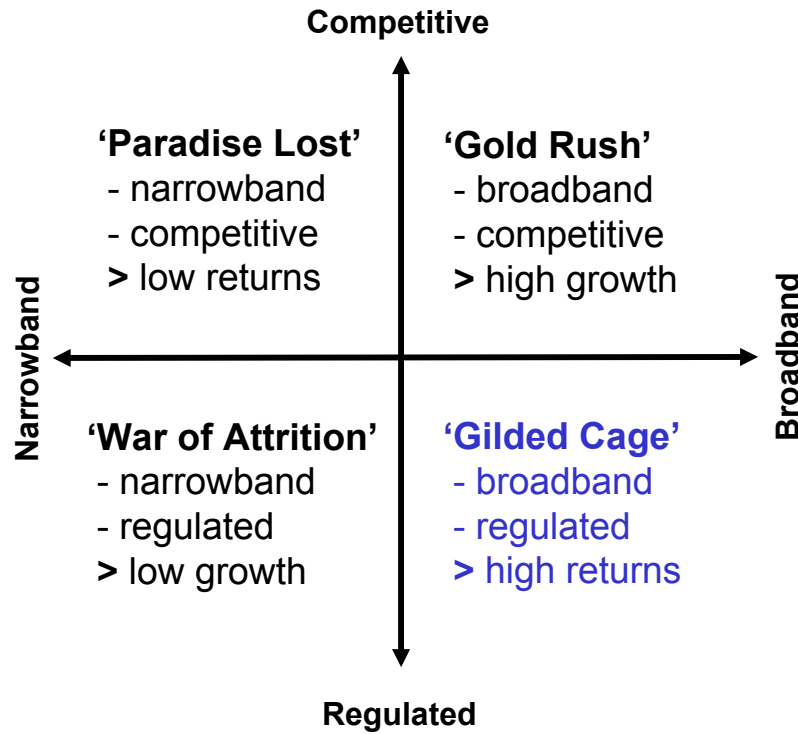 Competitive
‘Paradise Lost’
- narrowband
- competitive
> low returns
‘Gold Rush’
- broadband
- competitive
> high growth
Narrowband
Broadband
‘War of Attrition’
- narrowband
- regulated
> low growth
‘Gilded Cage’
- broadband
- regulated
> high returns
Regulated